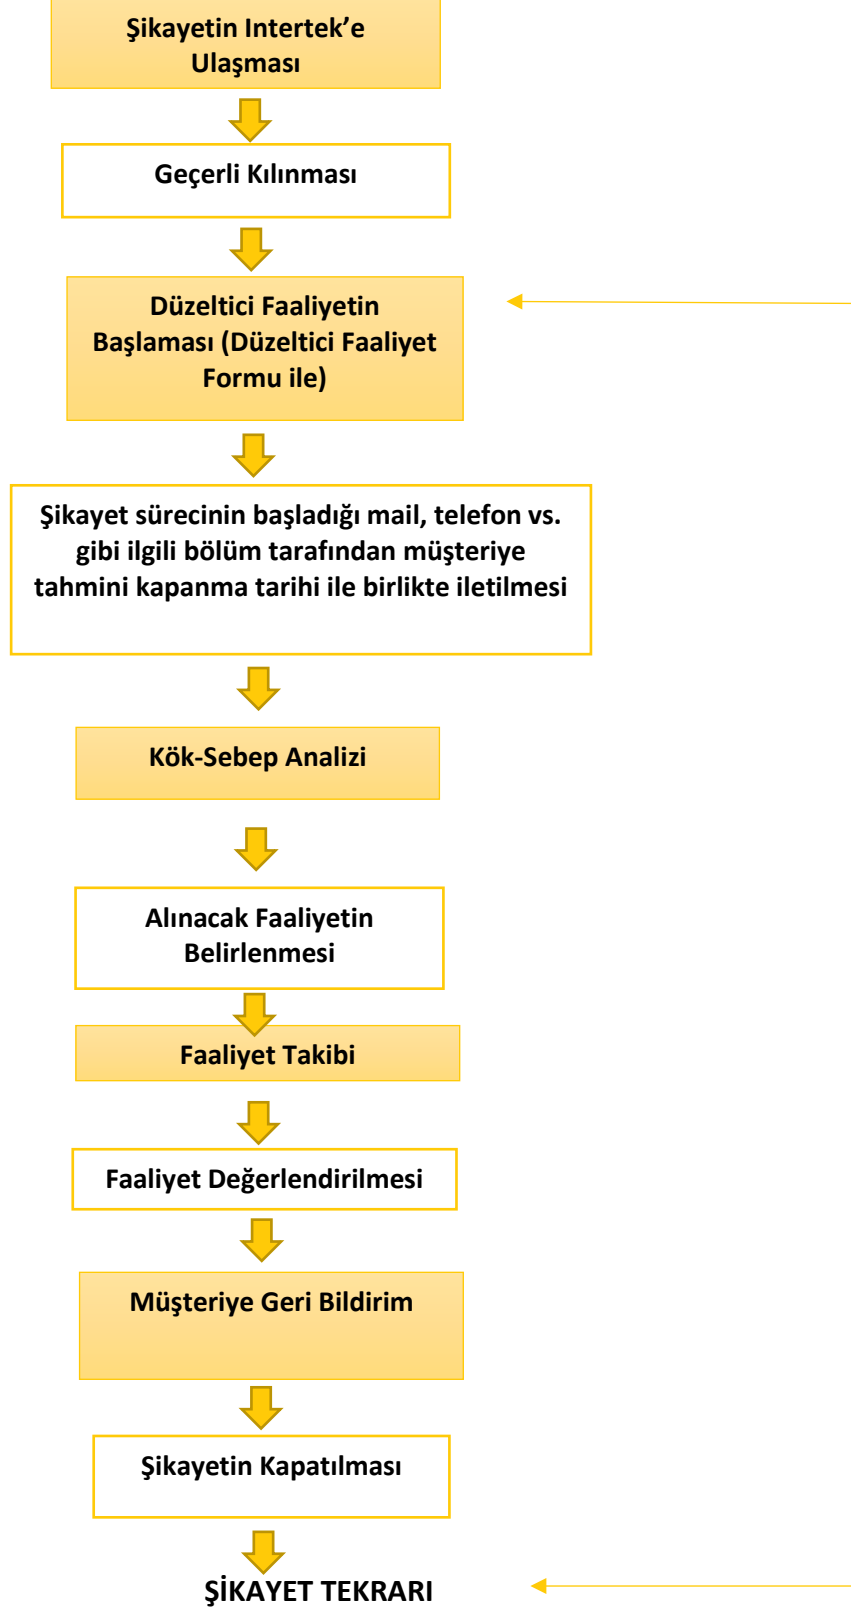 Şikayetin Intertek’e
Ulaşması
Geçerli Kılınması
Düzeltici Faaliyetin
Başlaması (Düzeltici Faaliyet
Formu ile)
Şikayet sürecinin başladığı mail, telefon vs.
gibi ilgili bölüm tarafından müşteriye
tahmini kapanma tarihi ile birlikte iletilmesi
Kök-Sebep Analizi
Alınacak Faaliyetin
Belirlenmesi
Faaliyet Takibi
Faaliyet Değerlendirilmesi
Müşteriye Geri Bildirim
Şikayetin Kapatılması
ŞİKAYET TEKRARI